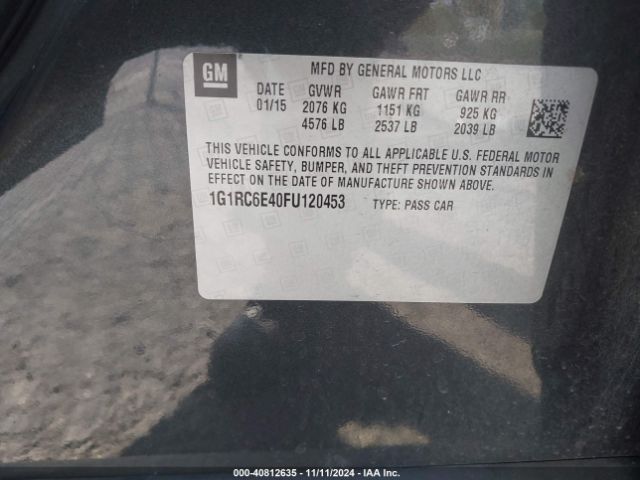 GM
MFD BY GENERAL MOTORS LLC
DATE GVWR GAWR FRT GAWR RR
01/15 2076 KG 1151 KG 925 KG
4576 LB 2537 LB 2039 LB
THIS VEHICLE CONFORMS TO ALL APPLICABLE U.S. FEDERAL MOTOR
VEHICLE SAFETY, BUMPER, AND THEFT PREVENTION STANDARDS IN
EFFECT ON THE DATE OF MANUFACTURE SHOWN ABOVE.
1G1RC6E40FU120453 TYPE: PASS CAR
000-40812635 - 11/11/2024 - IAA Inc.